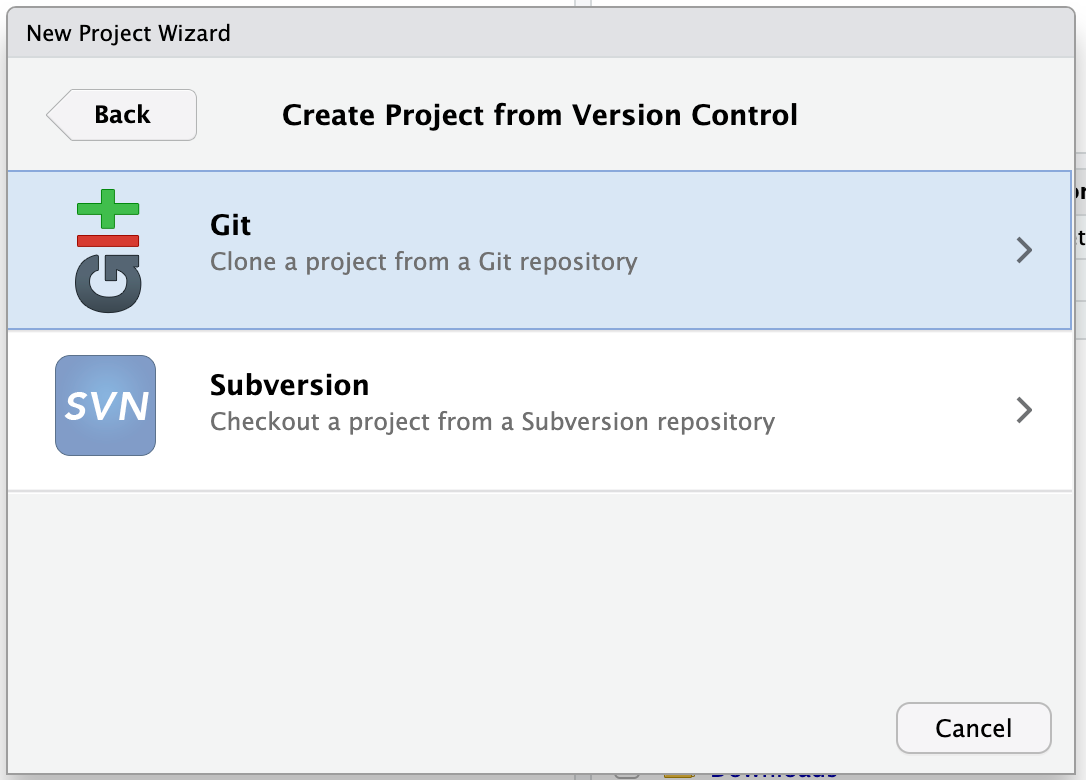 New Project Wizard
Back
Create Project from Version Control
Git
Clone a project from a Git repository
SVN
Subversion
Checkout a project from a Subversion repository
Cancel